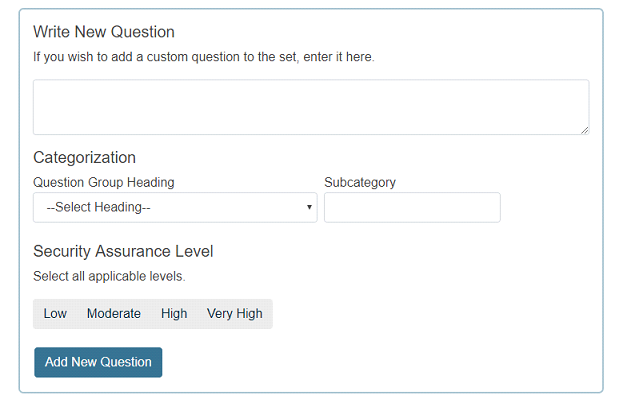 Write New Question
If you wish to add a custom question to the set, enter it here.
Categorization
Question Group Heading Subcategory
--Select Heading--
Security Assurance Level
Select all applicable levels.
Low Moderate High Very High
Add New Question